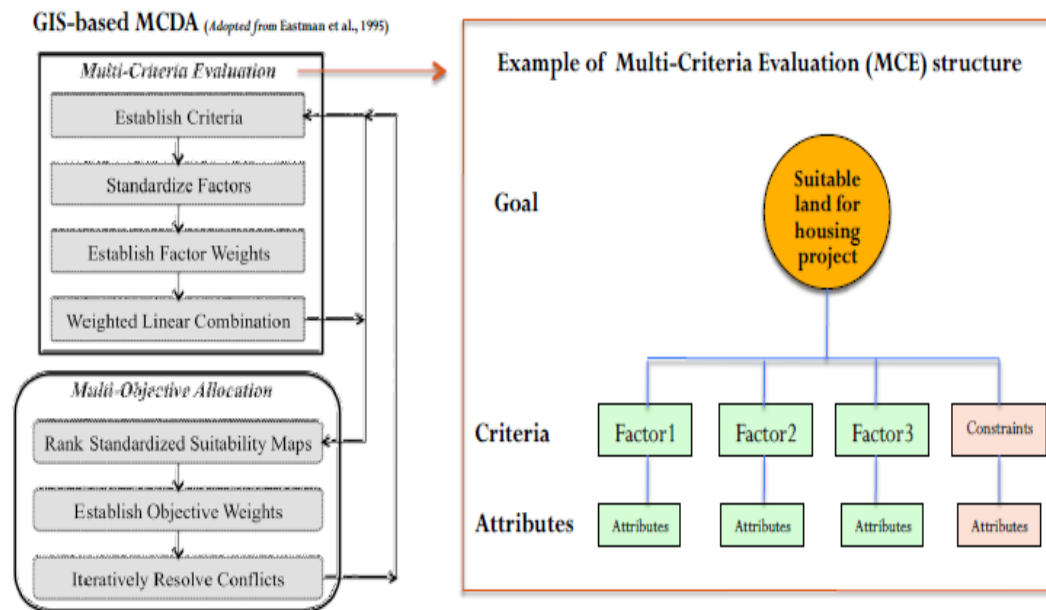 GIS-based MCDA (Adopted from Eastman et al., 1995)
Multi-Criteria Evaluation
Establish Criteria
Standardize Factors
Establish Factor Weights
Weighted Linear Combination
Multi-Objective Allocation
Rank Standardized Suitability Maps
Establish Objective Weights
Iteratively Resolve Conflicts
Example of Multi-Criteria Evaluation (MCE) structure
Goal
Suitable
land for
housing
project
Criteria
Factor1
Factor2
Factor3
Constraints
Attributes
Attributes
Attributes
Attributes
Attributes